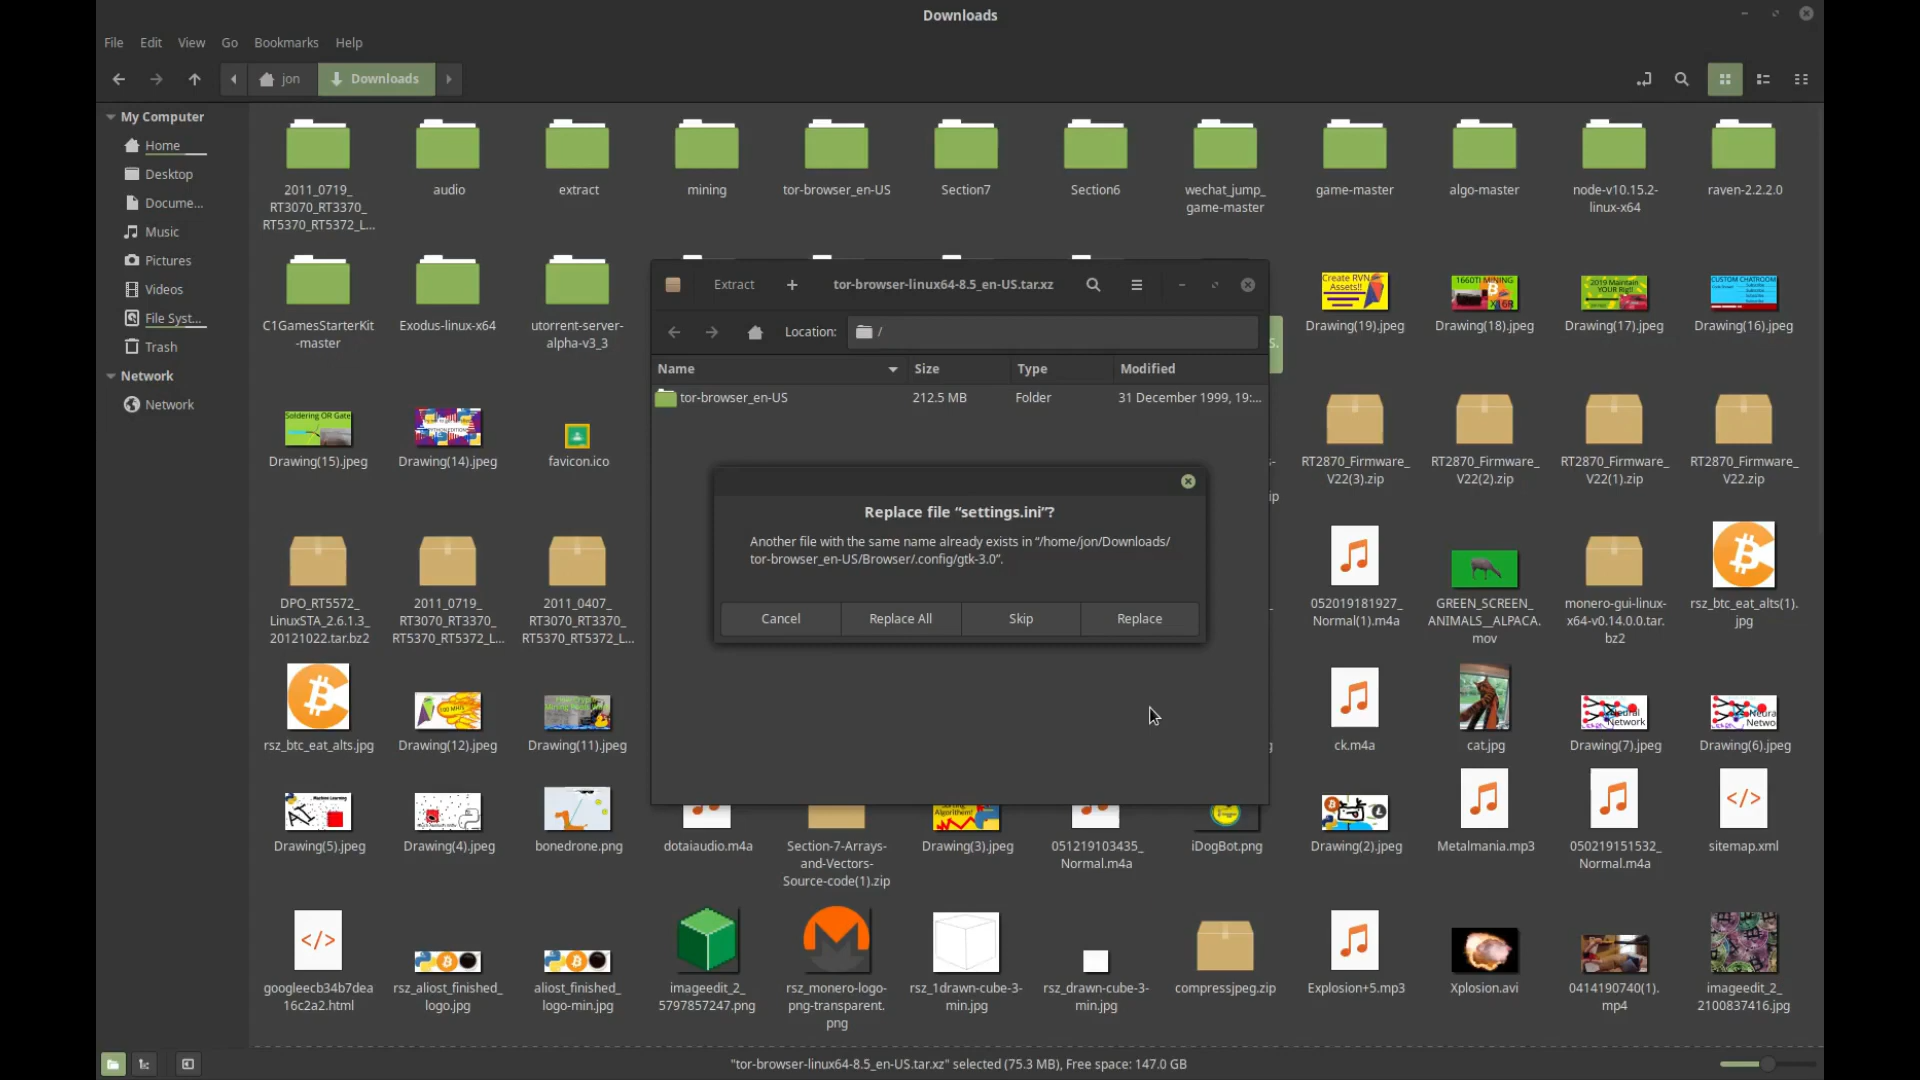 Downloads
File Edit View Go Bookmarks Help
jon Downloads
My Computer
Home
Desktop
Docume...
Music
Pictures
Videos
File Syst...
Trash
Network
Network
2011_0719_
RT3070_RT3370_
RT5370_RT5372_L...
audio
extract
mining
tor-browser_en-US
Section7
Section6
wechat_jump_
game-master
game-master
algo-master
node-v10.15.2-
linux-x64
raven-2.2.2.0
C1GamesStarterKit
-master
Exodus-linux-x64
utorrent-server-
alpha-v3_3
Create RVN
Assets!!
Drawing(19).jpeg
1660TI MINING
Drawing(18).jpeg
Drawing(17).jpeg
Drawing(16).jpeg
Extract
tor-browser-linux64-8.5_en-US.tar.xz
Location: /
Name Size Type Modified
tor-browser_en-US 212.5 MB Folder 31 December 1999, 19:...
Replace file “settings.ini”?
Another file with the same name already exists in “/home/jon/Downloads/
tor-browser_en-US/Browser/.config/gtk-3.0”.
Cancel Replace All Skip Replace
Soldering OR Gate
Drawing(15).jpeg
Drawing(14).jpeg
favicon.ico
RT2870_Firmware_
V22(3).zip
RT2870_Firmware_
V22(2).zip
RT2870_Firmware_
V22(1).zip
RT2870_Firmware_
V22.zip
DPO_RT5572_
LinuxSTA_2.6.1.3_
20121022.tar.bz2
2011_0719_
RT3070_RT3370_
RT5370_RT5372_L...
2011_0407_
RT3070_RT3370_
RT5370_RT5372_L...
052019181927_
Normal(1).m4a
GREEN_SCREEN_
ANIMALS__ALPACA.
mov
monero-gui-linux-
x64-v0.14.0.0.tar.
bz2
rsz_btc_eat_alts(1).
jpg
rsz_btc_eat_alts.jpg
Drawing(12).jpeg
Drawing(11).jpeg
ck.m4a
cat.jpg
Drawing(7).jpeg
Drawing(6).jpeg
Drawing(5).jpeg
Drawing(4).jpeg
bonedrone.png
dotaiaudio.m4a
Section-7-Arrays-
and-Vectors-
Source-code(1).zip
Drawing(3).jpeg
051219103435_
Normal.m4a
iDogBot.png
Drawing(2).jpeg
Metalmania.mp3
050219151532_
Normal.m4a
sitemap.xml
googleecb34b7dea
16c2a2.html
rsz_aliost_finished_
logo.jpg
aliost_finished_
logo-min.jpg
imageedit_2_
5797857247.png
rsz_monero-logo-
png-transparent.
png
rsz_1drawn-cube-3-
min.jpg
rsz_drawn-cube-3-
min.jpg
compressjpeg.zip
Explosion+5.mp3
Xplosion.avi
0414190740(1).
mp4
imageedit_2_
2100837416.jpg
"tor-browser-linux64-8.5_en-US.tar.xz" selected (75.3 MB), Free space: 147.0 GB